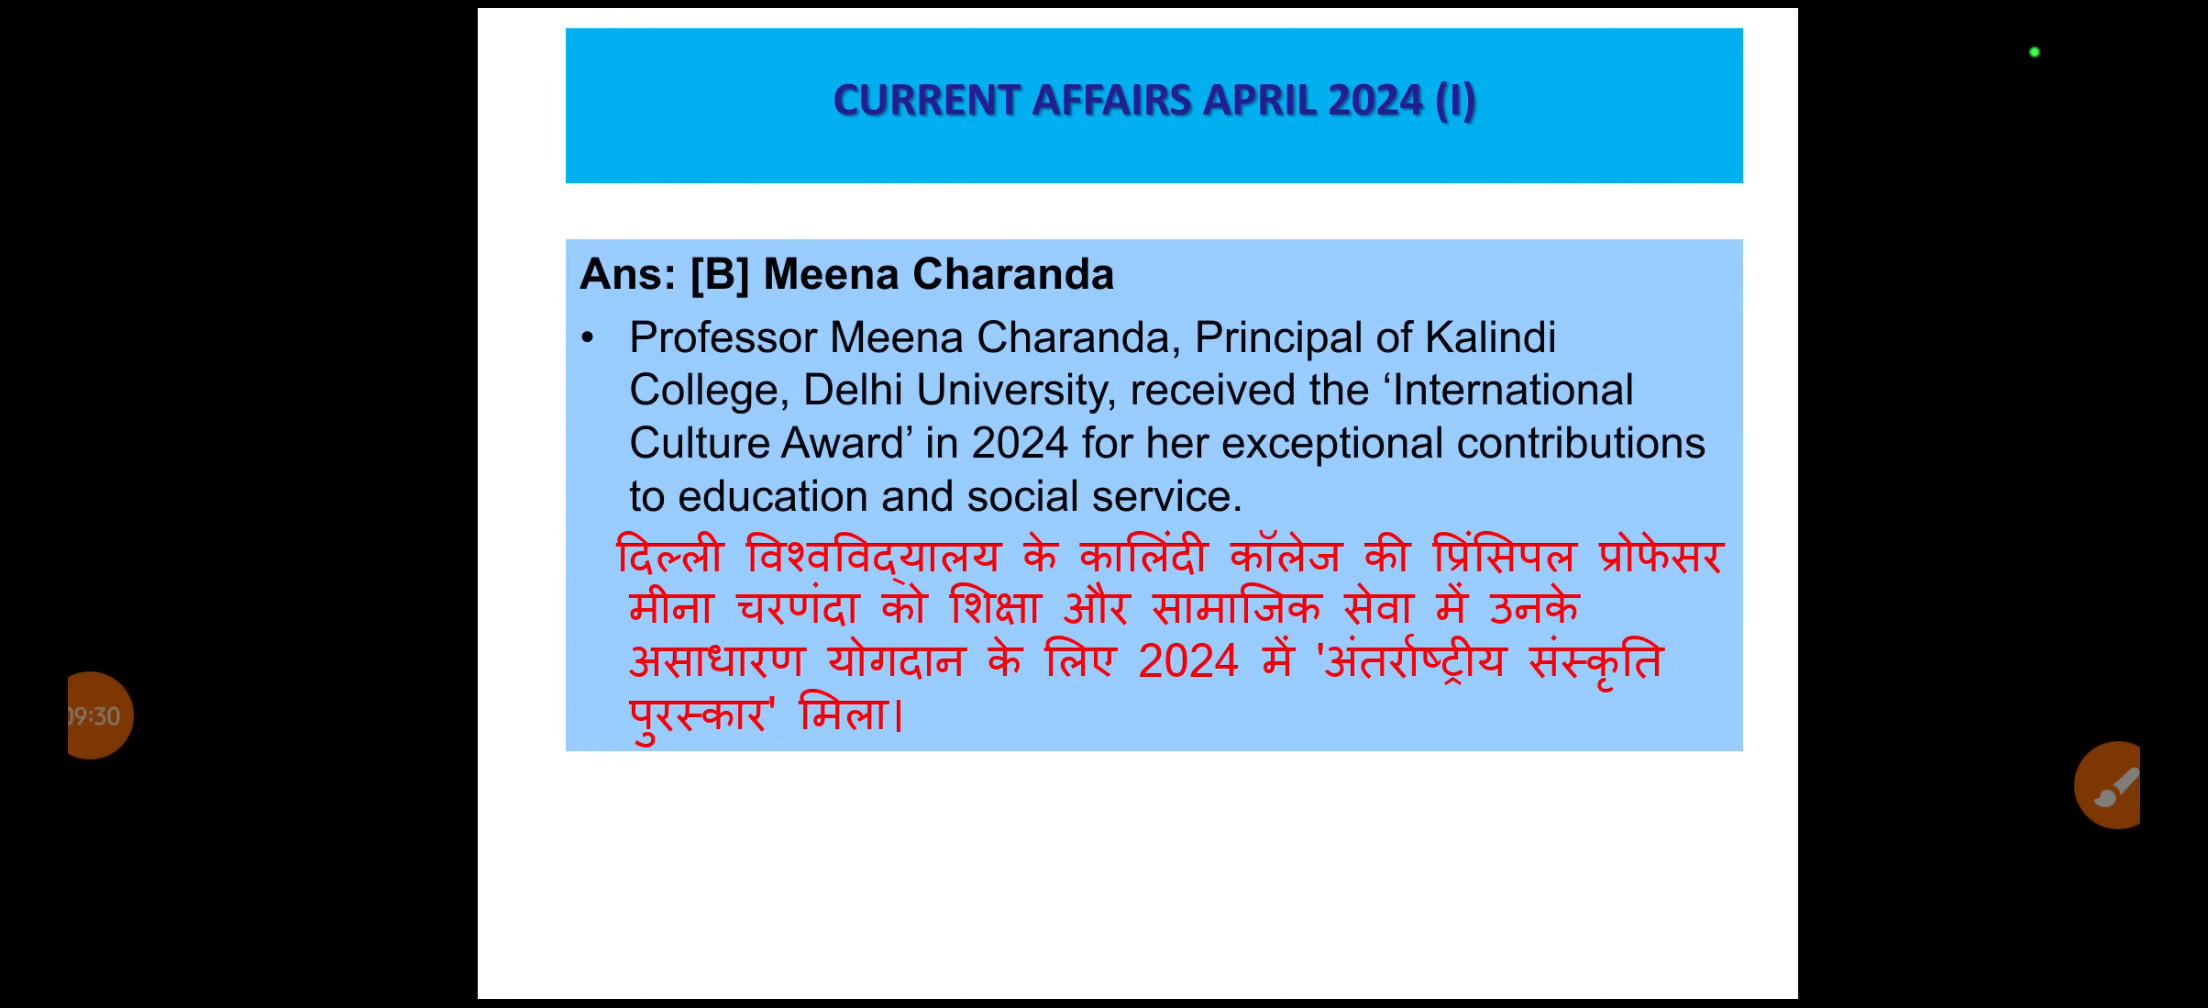 CURRENT AFFAIRS APRIL 2024 (I)
Ans: [B] Meena Charanda
• Professor Meena Charanda, Principal of Kalindi
College, Delhi University, received the ‘International
Culture Award’ in 2024 for her exceptional contributions
to education and social service.
दिल्ली विश्वविद्यालय के कालिंदी कॉलेज की प्रिंसिपल प्रोफेसर
मीना चरणंदा को शिक्षा और सामाजिक सेवा में उनके
असाधारण योगदान के लिए 2024 में 'अंतर्राष्ट्रीय संस्कृति
पुरस्कार' मिला।
09:30